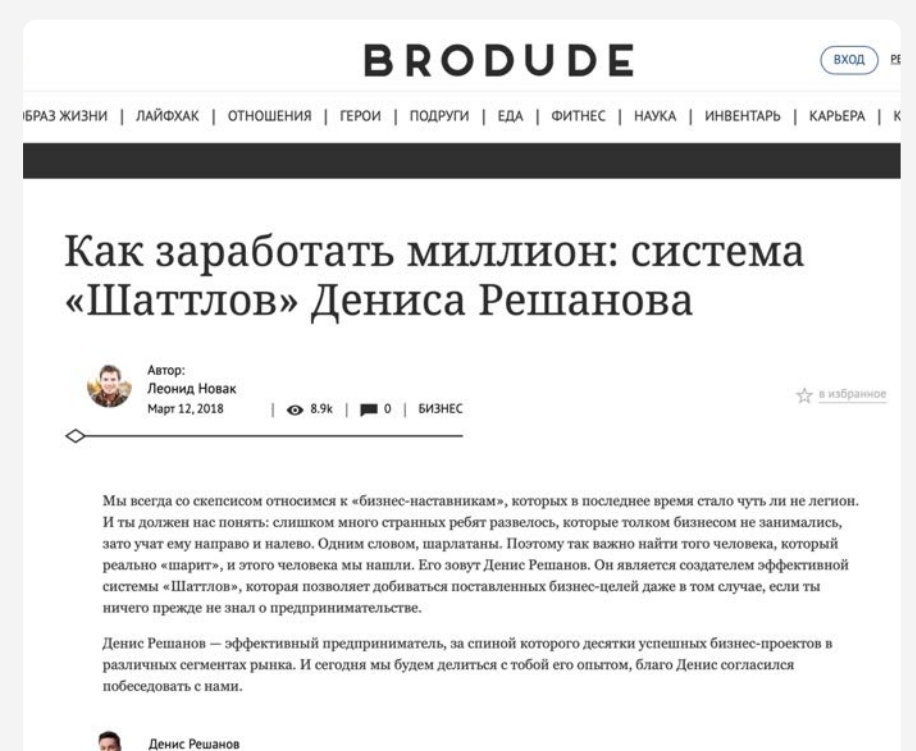 BRODUDE
ВХОД
ЗНИ | ЛАЙФХАК | ОТНОШЕНИЯ | ГЕРОИ | ПОДРУГИ | ЕДА | ФИТНЕС | НАУКА | ИНВЕНТАРЬ | КАРЬЕРА | К
Как заработать миллион: система
«Шаттлов» Дениса Решанова
Автор:
Леонид Новак
Март 12, 2018 | 8.9k | 0 | БИЗНЕС
в избранное
Мы всегда со скепсисом относимся к «бизнес-наставникам», которых в последнее время стало чуть ли не легион.
И ты должен нас понять: слишком много странных ребят развелось, которые толком бизнесом не занимались,
зато учат ему направо и налево. Одним словом, шарлатаны. Поэтому так важно найти того человека, который
реально «шарит», и этого человека мы нашли. Его зовут Денис Решанов. Он является создателем эффективной
системы «Шаттлов», которая позволяет добиваться поставленных бизнес-целей даже в том случае, если ты
ничего прежде не знал о предпринимательстве.
Денис Решанов — эффективный предприниматель, за спиной которого десятки успешных бизнес-проектов в
различных сегментах рынка. И сегодня мы будем делиться с тобой его опытом, благо Денис согласился
побеседовать с нами.
Денис Решанов